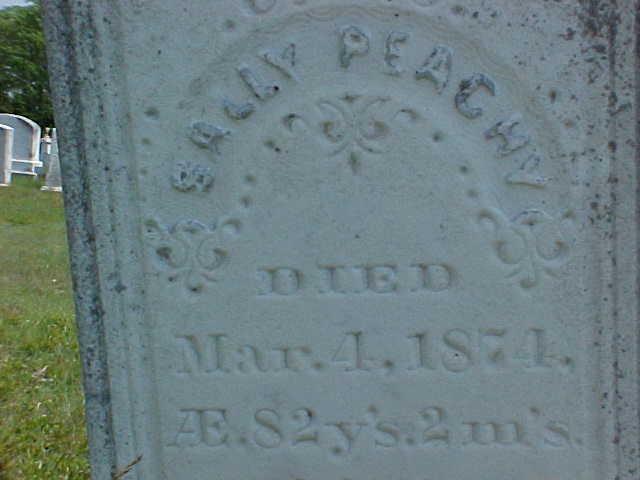 SALLY PEACHY
DIED
Mar. 4, 1874,
Æ. 82 y's. 2 m's.